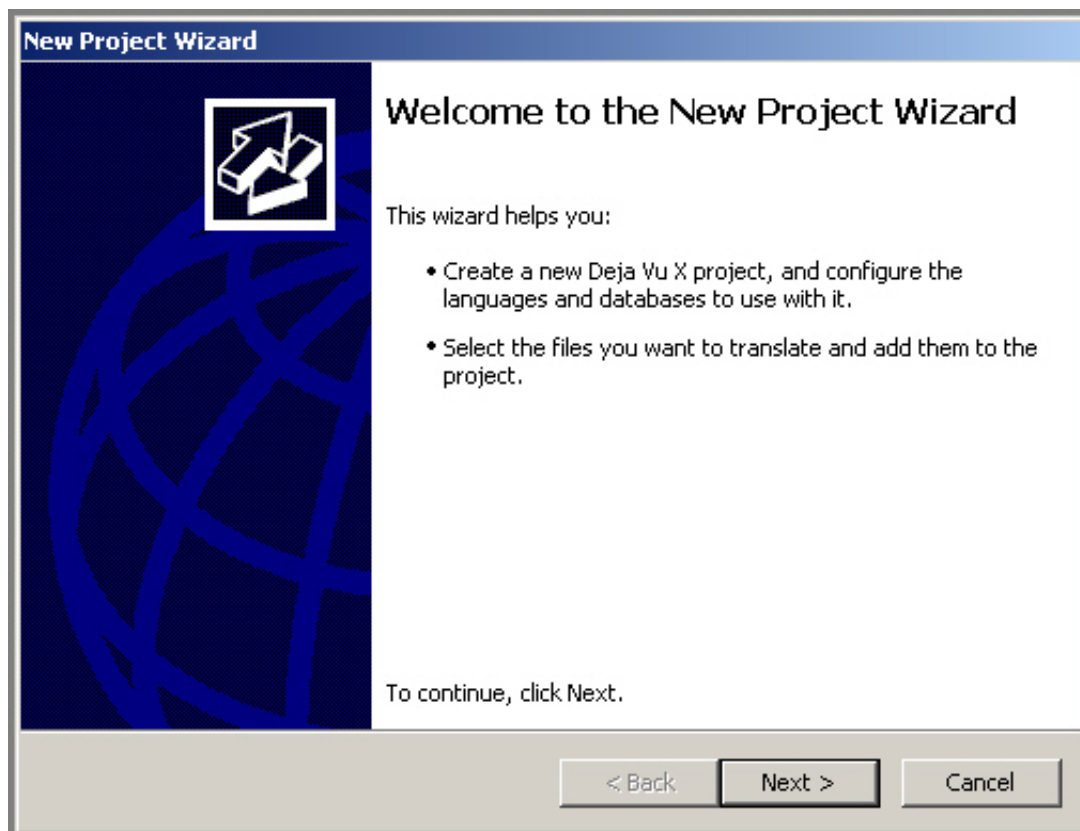 New Project Wizard
Welcome to the New Project Wizard
This wizard helps you:
• Create a new Deja Vu X project, and configure the
languages and databases to use with it.
• Select the files you want to translate and add them to the
project.
To continue, click Next.
< Back
Next >
Cancel